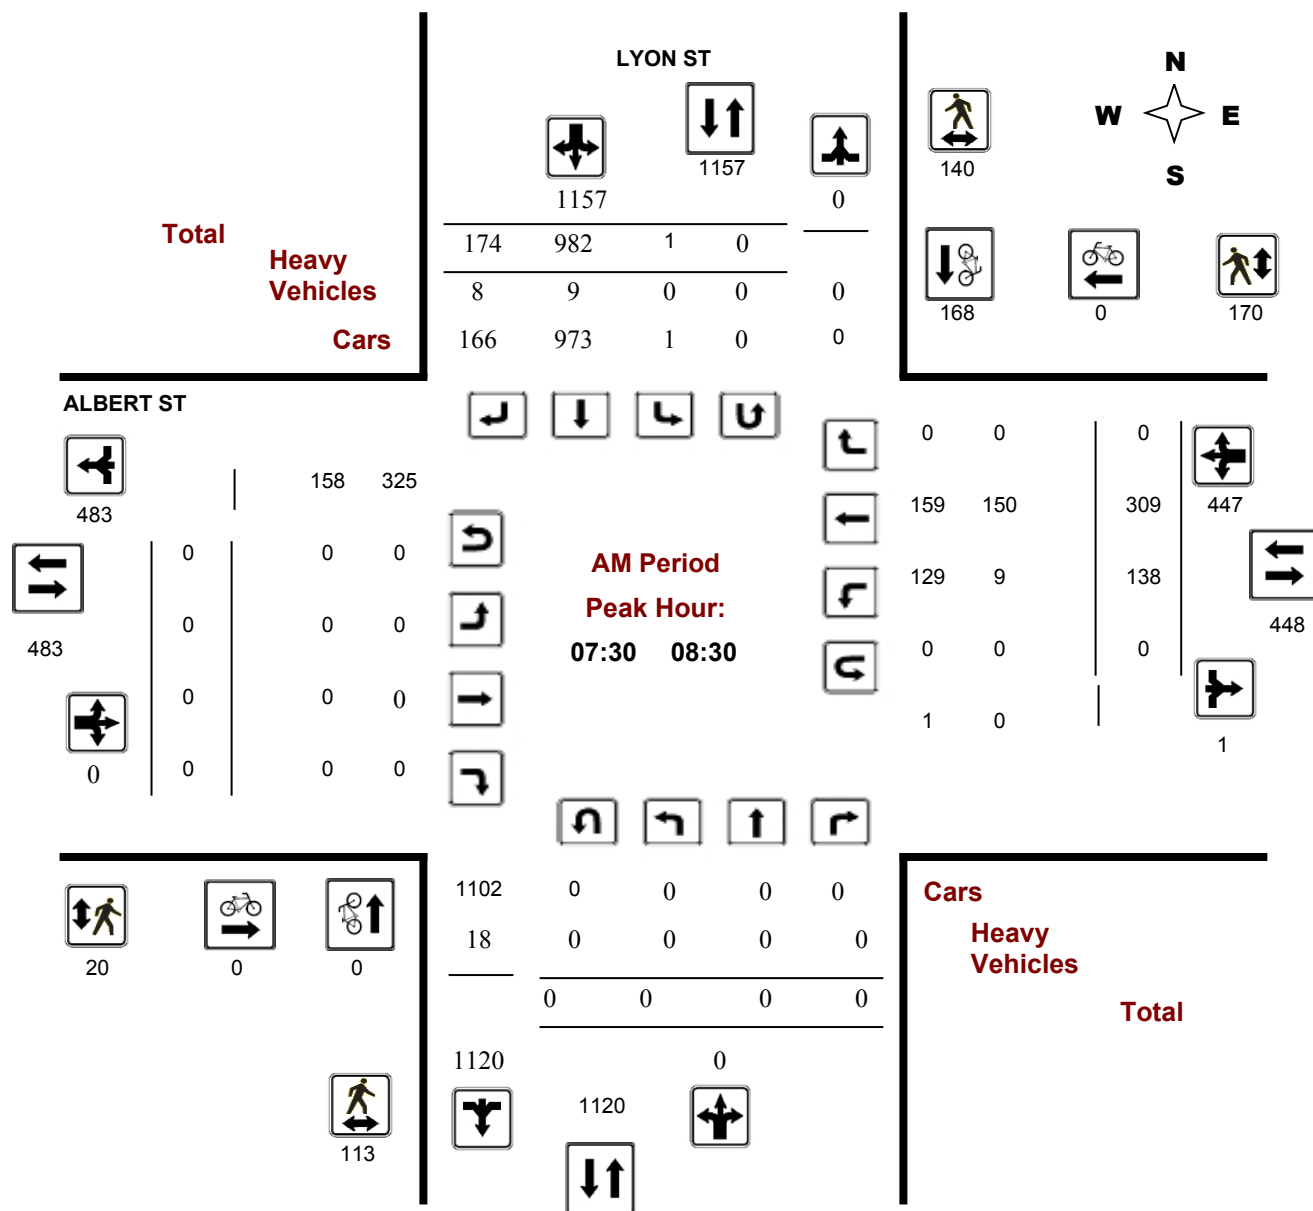 LYON ST
N
W E
S
1157
140
1157 0
Total
174 982 1 0
Heavy
Vehicles
8 9 0 0 0
168 0 170
Cars
166 973 1 0 0
ALBERT ST
0 0 0
158 325
483
159 150 309 447
0 0 0
AM Period
129 9 138
Peak Hour:
0 0 0
448
483
07:30 08:30
0 0 0
0 0 0
1 0
1
0
0 0 0
1102 0 0 0 0
Cars
18 0 0 0 0
Heavy
Vehicles
20 0 0
0 0 0 0
Total
1120 0
1120
113